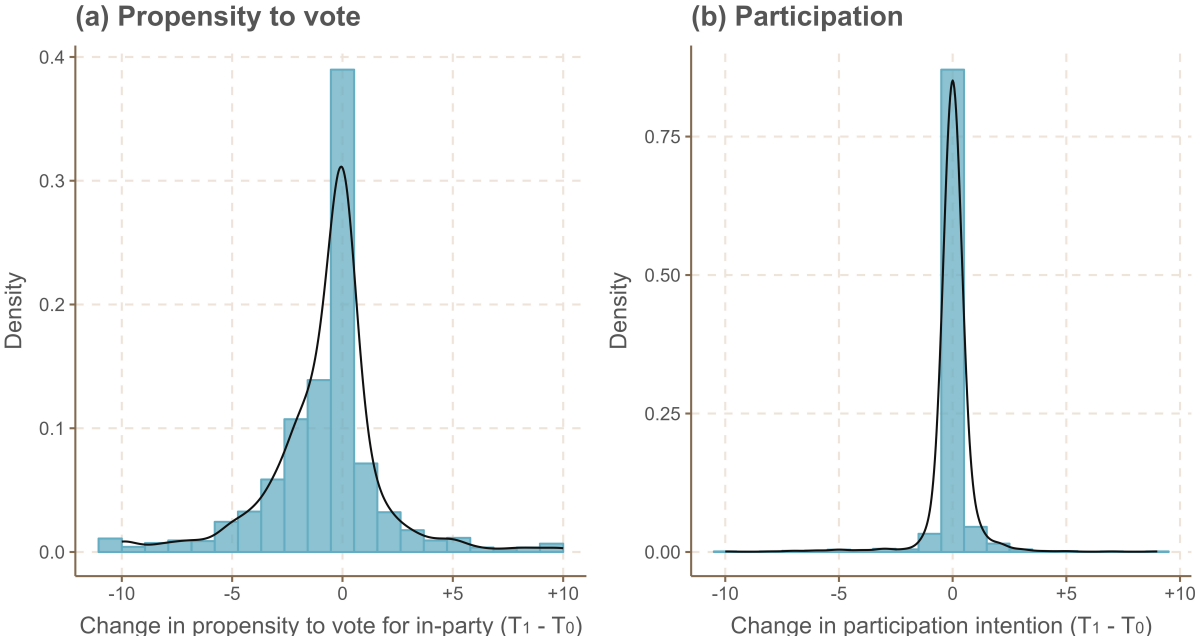 (a) Propensity to vote
(b) Participation
0.4
0.3
0.2
0.1
0.0
Density
-10 -5 0 +5 +10
Change in propensity to vote for in-party (T1 - T0)
0.75
0.50
0.25
0.00
Density
-10 -5 0 +5 +10
Change in participation intention (T1 - T0)